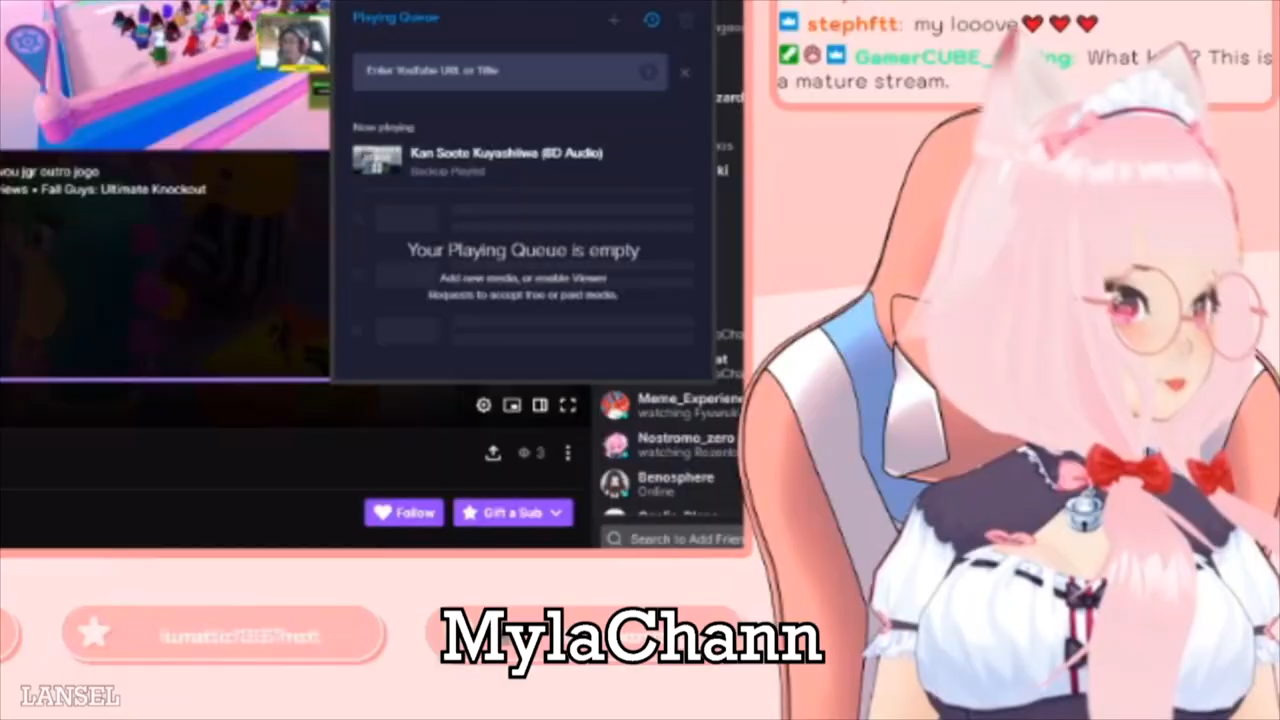 Playing Queue
Enter YouTube URL or Title
Now playing
Kan Saete Kuyashiiwa (8D Audio)
Backup Playlist
Your Playing Queue is empty
Add new media, or enable Viewer
Requests to accept free or paid media.
vou jgr outro jogo
iews • Fall Guys: Ultimate Knockout
stephftt: my looove
What This is
a mature stream.
Meme_Experien
watching
Nostromo_zero
watching
Benosphere
Online
3
Follow
Gift a Sub
Search to Add Frien
MylaChann
LANSEL